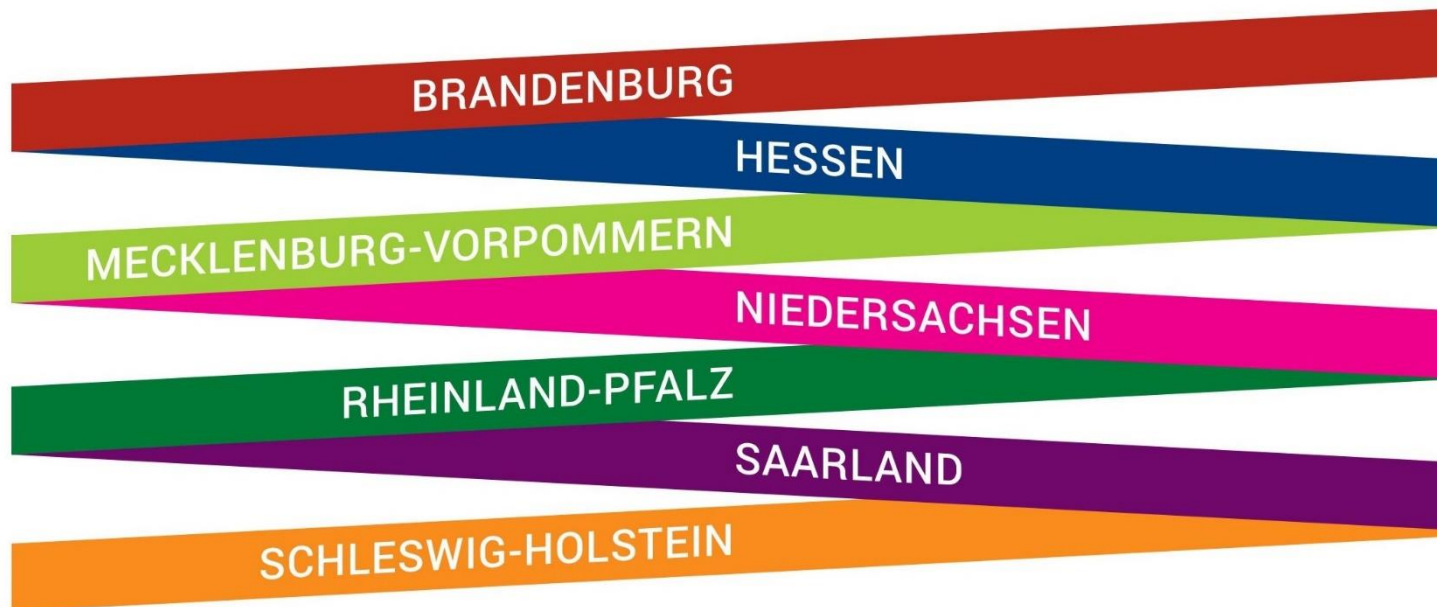 BRANDENBURG
HESSEN
MECKLENBURG-VORPOMMERN
NIEDERSACHSEN
RHEINLAND-PFALZ
SAARLAND
SCHLESWIG-HOLSTEIN